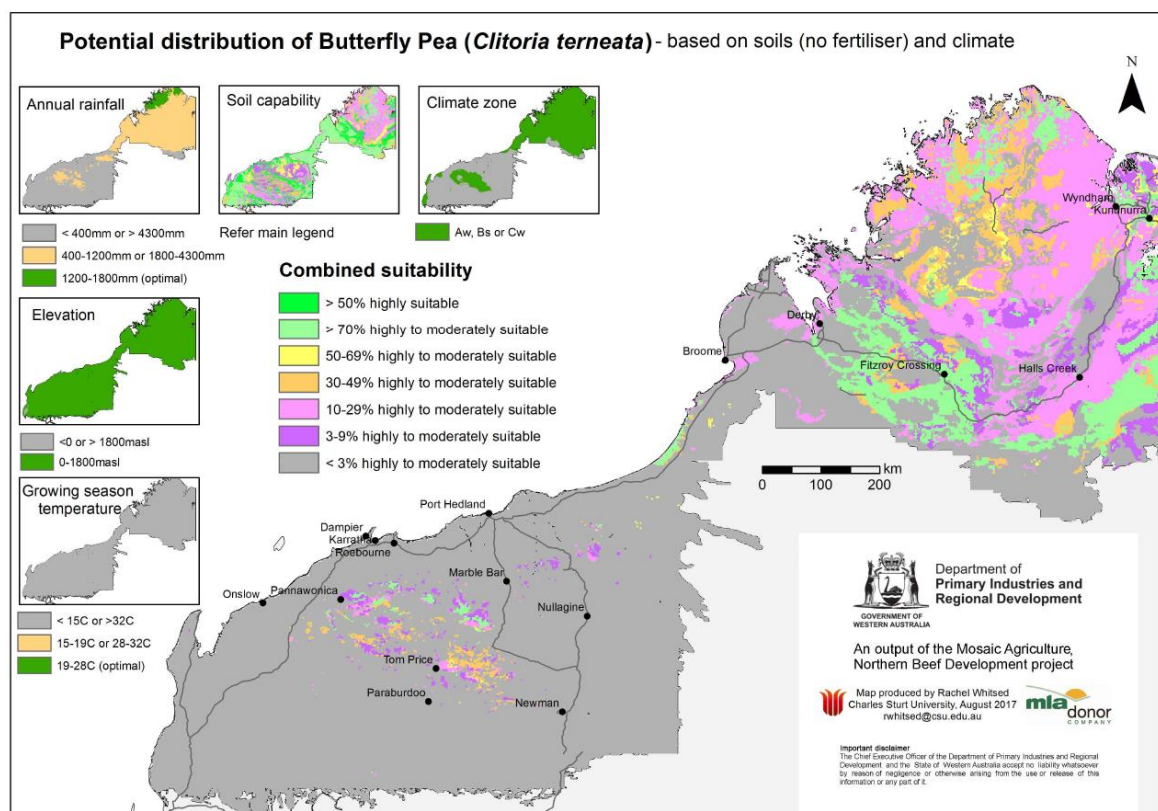 Potential distribution of Butterfly Pea (Clitoria terneata) - based on soils (no fertiliser) and climate
N
Annual rainfall
< 400mm or > 4300mm
400-1200mm or 1800-4300mm
1200-1800mm (optimal)
Soil capability
Refer main legend
Climate zone
Aw, Bs or Cw
Elevation
<0 or > 1800masl
0-1800masl
Growing season
temperature
< 15C or >32C
15-19C or 28-32C
19-28C (optimal)
Combined suitability
> 50% highly suitable
> 70% highly to moderately suitable
50-69% highly to moderately suitable
30-49% highly to moderately suitable
10-29% highly to moderately suitable
3-9% highly to moderately suitable
< 3% highly to moderately suitable
Wyndham
Kununurra
Derby
Broome
Fitzroy Crossing
Halls Creek
km
0 50 100 200
Port Hedland
Dampier
Karratha
Roebourne
Marble Bar
Onslow
Pannawonica
Nullagine
Tom Price
Paraburdoo
Newman
GOVERNMENT OF
WESTERN AUSTRALIA
Department of
Primary Industries and
Regional Development
An output of the Mosaic Agriculture,
Northern Beef Development project
Map produced by Rachel Whitsed
Charles Sturt University, August 2017
rwhitsed@csu.edu.au
mla
donor
COMPANY
Important disclaimer
The Chief Executive Officer of the Department of Primary Industries and Regional
Development and the State of Western Australia accept no liability whatsoever
by reason of negligence or otherwise arising from the use or release of this
information or any part of it.